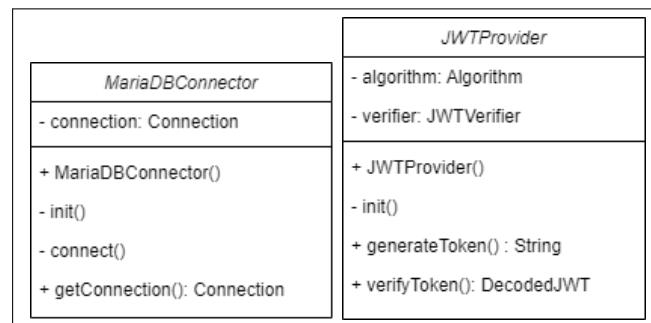 MariaDBConnector
- connection: Connection
+ MariaDBConnector()
- init()
- connect()
+ getConnection(): Connection
JWTProvider
- algorithm: Algorithm
- verifier: JWTVerifier
+ JWTProvider()
- init()
+ generateToken() : String
+ verifyToken(): DecodedJWT